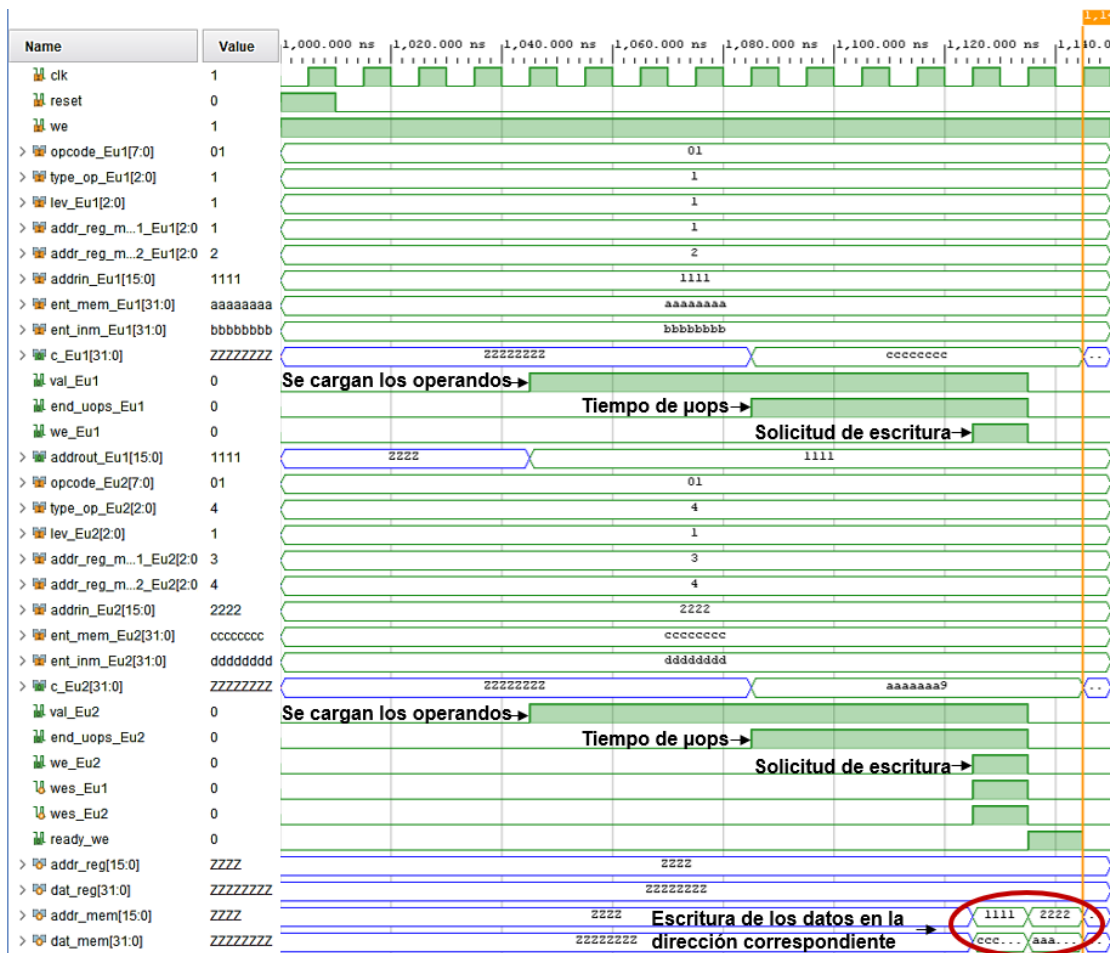 1,14
Name Value 1,000.000 ns 1,020.000 ns 1,040.000 ns 1,060.000 ns 1,080.000 ns 1,100.000 ns 1,120.000 ns 1,140.0
clk 1
reset 0
we 1
opcode_Eu1[7:0] 01 01
type_op_Eu1[2:0] 1 1
lev_Eu1[2:0] 1 1
addr_reg_m...1_Eu1[2:0 1 1
addr_reg_m...2_Eu1[2:0 2 2
addrin_Eu1[15:0] 1111 1111
ent_mem_Eu1[31:0] aaaaaaaa aaaaaaaa
ent_inm_Eu1[31:0] bbbbbbbb bbbbbbbb
c_Eu1[31:0] ZZZZZZZZ ZZZZZZZZ cccccccc ..
val_Eu1 0 Se cargan los operandos
end_uops_Eu1 0 Tiempo de µops
we_Eu1 0 Solicitud de escritura
addrout_Eu1[15:0] 1111 ZZZZ 1111
opcode_Eu2[7:0] 01 01
type_op_Eu2[2:0] 4 4
lev_Eu2[2:0] 1 1
addr_reg_m...1_Eu2[2:0 3 3
addr_reg_m...2_Eu2[2:0 4 4
addrin_Eu2[15:0] 2222 2222
ent_mem_Eu2[31:0] cccccccc cccccccc
ent_inm_Eu2[31:0] dddddddd dddddddd
c_Eu2[31:0] ZZZZZZZZ ZZZZZZZZ aaaaaaa9 ..
val_Eu2 0 Se cargan los operandos
end_uops_Eu2 0 Tiempo de µops
we_Eu2 0 Solicitud de escritura
wes_Eu1 0
wes_Eu2 0
ready_we 0
addr_reg[15:0] ZZZZ ZZZZ
dat_reg[31:0] ZZZZZZZZ ZZZZZZZZ
addr_mem[15:0] ZZZZ ZZZZ Escritura de los datos en la 1111 2222 .
dat_mem[31:0] ZZZZZZZZ ZZZZZZZZ dirección correspondiente ccc... aaa... ..